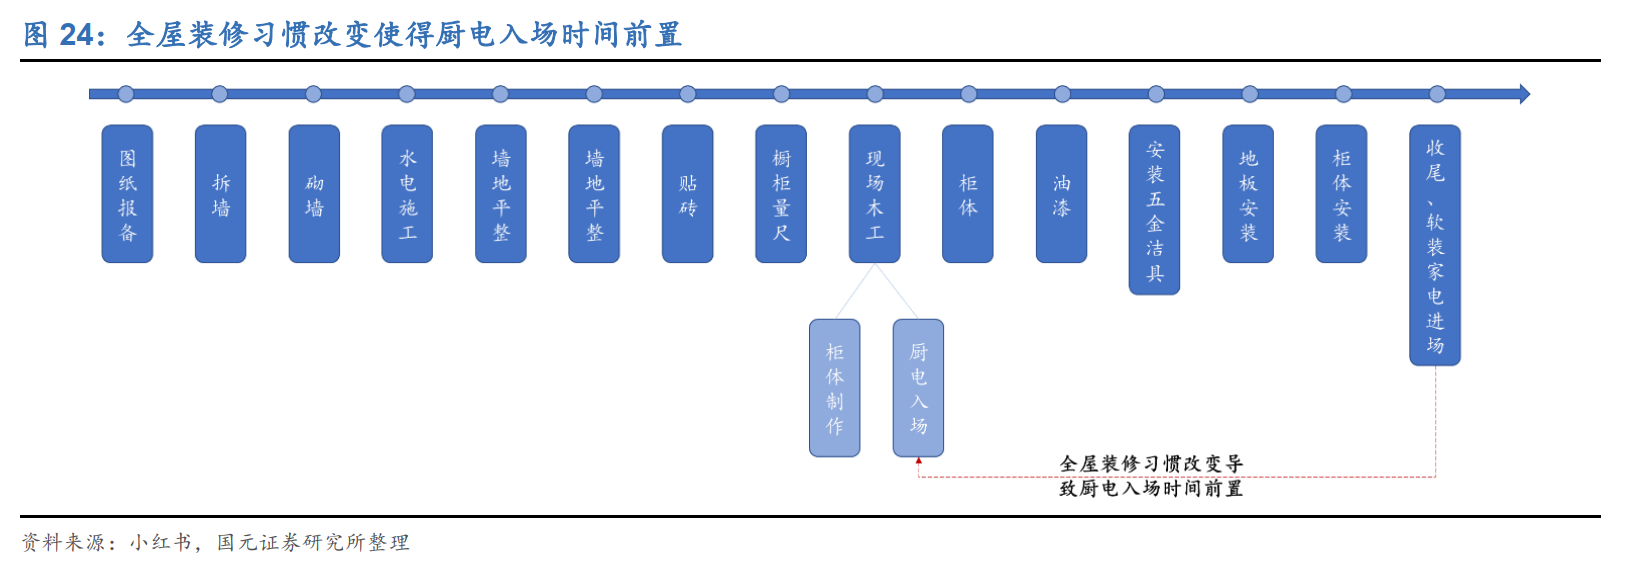 图 24：全屋装修习惯改变使得厨电入场时间前置
图纸报备
拆墙
砌墙
水电施工
墙地平整
墙地平整
贴砖
橱柜量尺
现场木工
柜体
油漆
安装五金洁具
地板安装
柜体安装
收尾、软装家电进场
柜体制作
厨电入场
全屋装修习惯改变导
致厨电入场时间前置
资料来源：小红书，国元证券研究所整理